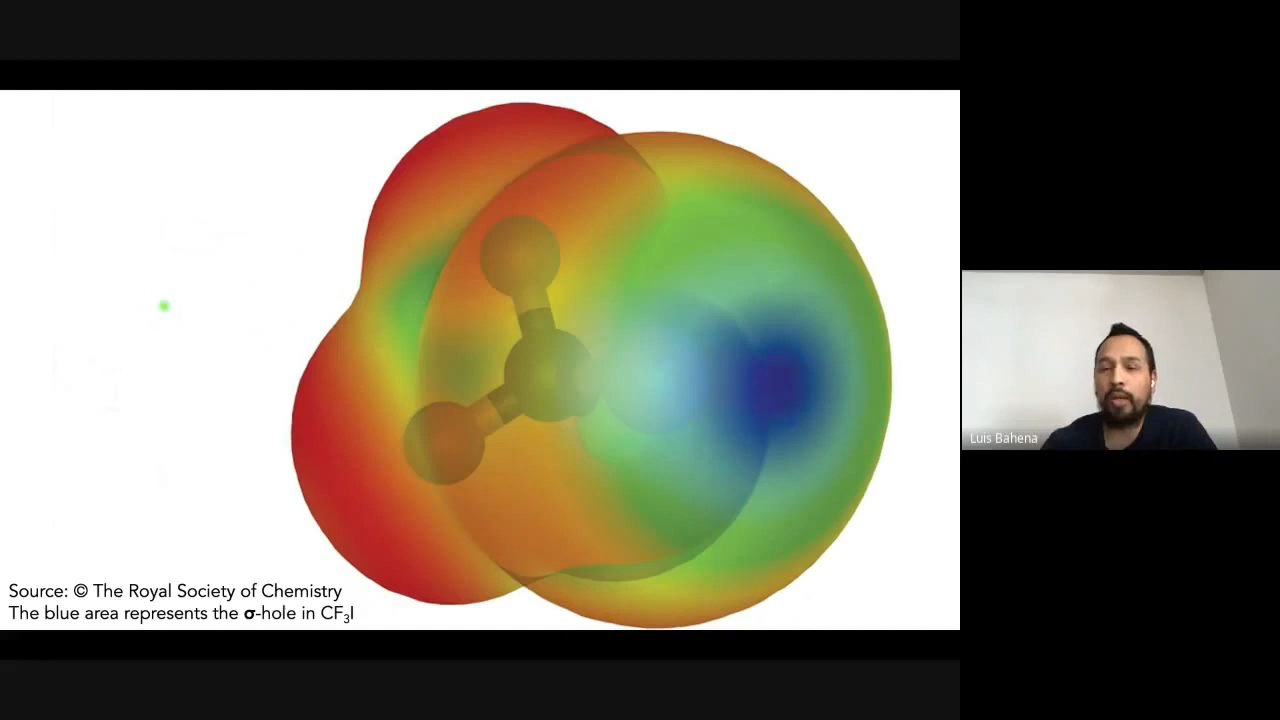 Luis Bahena
Source: © The Royal Society of Chemistry
The blue area represents the σ-hole in CF₃I